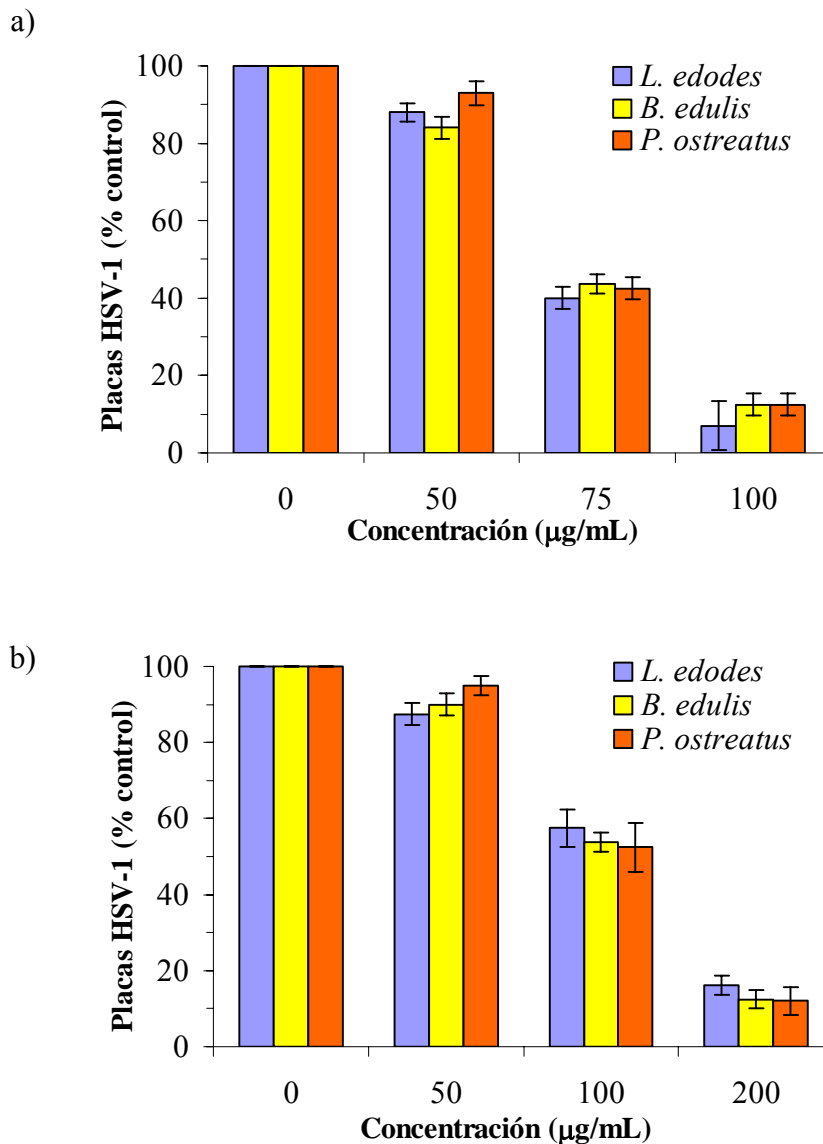 a)
100
80
60
40
20
0
Placas HSV-1 (% control)
L. edodes
B. edulis
P. ostreatus
0 50 75 100
Concentración (μg/mL)
b)
100
80
60
40
20
0
Placas HSV-1 (% control)
L. edodes
B. edulis
P. ostreatus
0 50 100 200
Concentración (μg/mL)